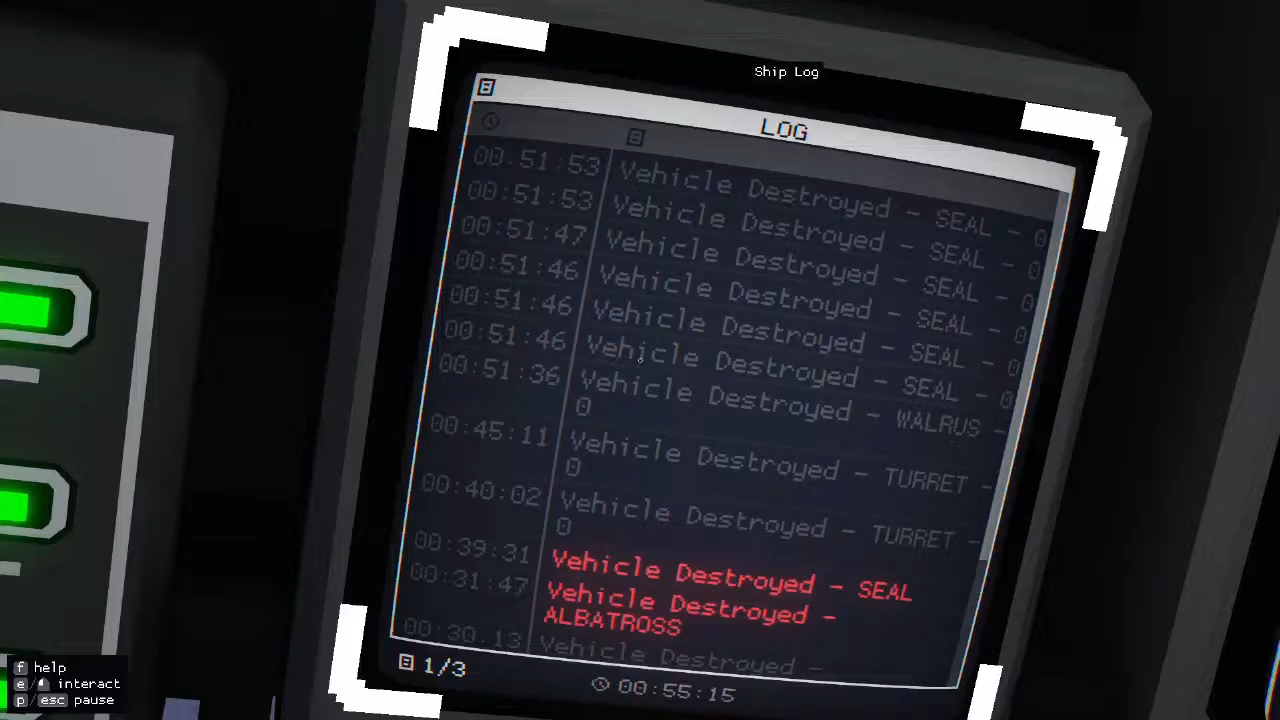 Ship Log
LOG
00:51:53 Vehicle Destroyed - SEAL - 0
00:51:53 Vehicle Destroyed - SEAL - 0
00:51:47 Vehicle Destroyed - SEAL - 0
00:51:46 Vehicle Destroyed - SEAL - 0
00:51:46 Vehicle Destroyed - SEAL - 0
00:51:46 Vehicle Destroyed - SEAL - 0
00:51:36 Vehicle Destroyed - WALRUS -
0
00:45:11 Vehicle Destroyed - TURRET -
0
00:40:02 Vehicle Destroyed - TURRET -
0
00:39:31 Vehicle Destroyed - SEAL
00:31:47 Vehicle Destroyed -
ALBATROSS
00:30:13 Vehicle Destroyed -
1/3 00:55:15
f help
e/ interact
p/esc pause